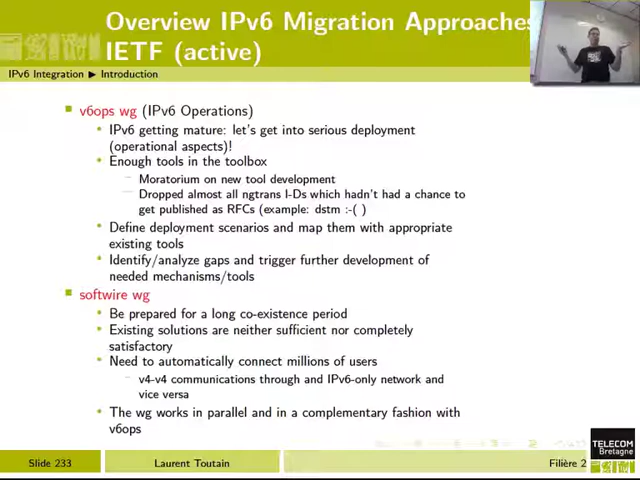 Overview IPv6 Migration Approaches
IETF (active)
IPv6 Integration ▶ Introduction
v6ops wg (IPv6 Operations)
IPv6 getting mature: let's get into serious deployment
(operational aspects)!
Enough tools in the toolbox
Moratorium on new tool development
Dropped almost all ngtrans I-Ds which hadn't had a chance to
get published as RFCs (example: dstm :-( )
Define deployment scenarios and map them with appropriate
existing tools
Identify/analyze gaps and trigger further development of
needed mechanisms/tools
softwire wg
Be prepared for a long co-existence period
Existing solutions are neither sufficient nor completely
satisfactory
Need to automatically connect millions of users
v4-v4 communications through and IPv6-only network and
vice versa
The wg works in parallel and in a complementary fashion with
v6ops
TELECOM
Bretagne
Slide 233
Laurent Toutain
Filière 2